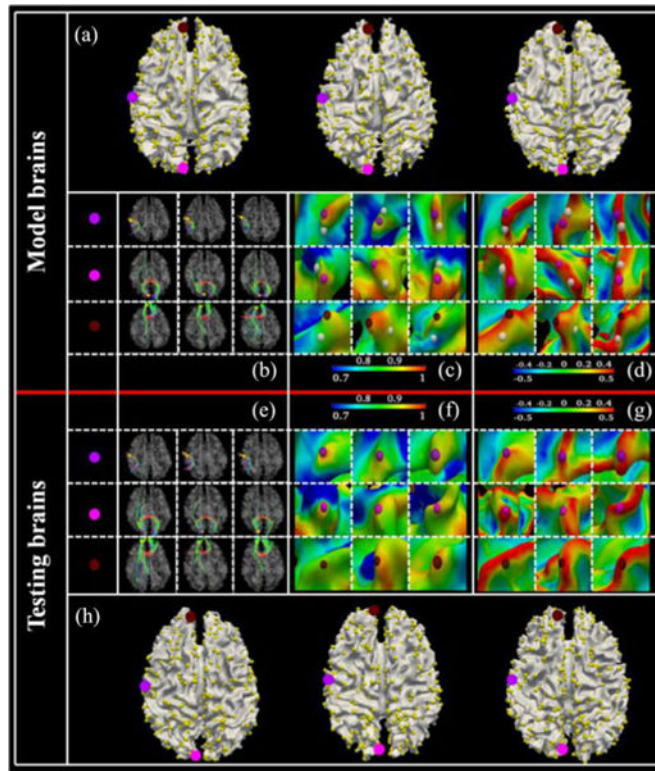 (a)
Model brains
(b)
0.8 0.9
0.7 1
(c)
-0.4 -0.2 0 0.2 0.4
-0.5 0.5
(d)
(e)
0.8 0.9
0.7 1
(f)
-0.4 -0.2 0 0.2 0.4
-0.5 0.5
(g)
Testing brains
(h)